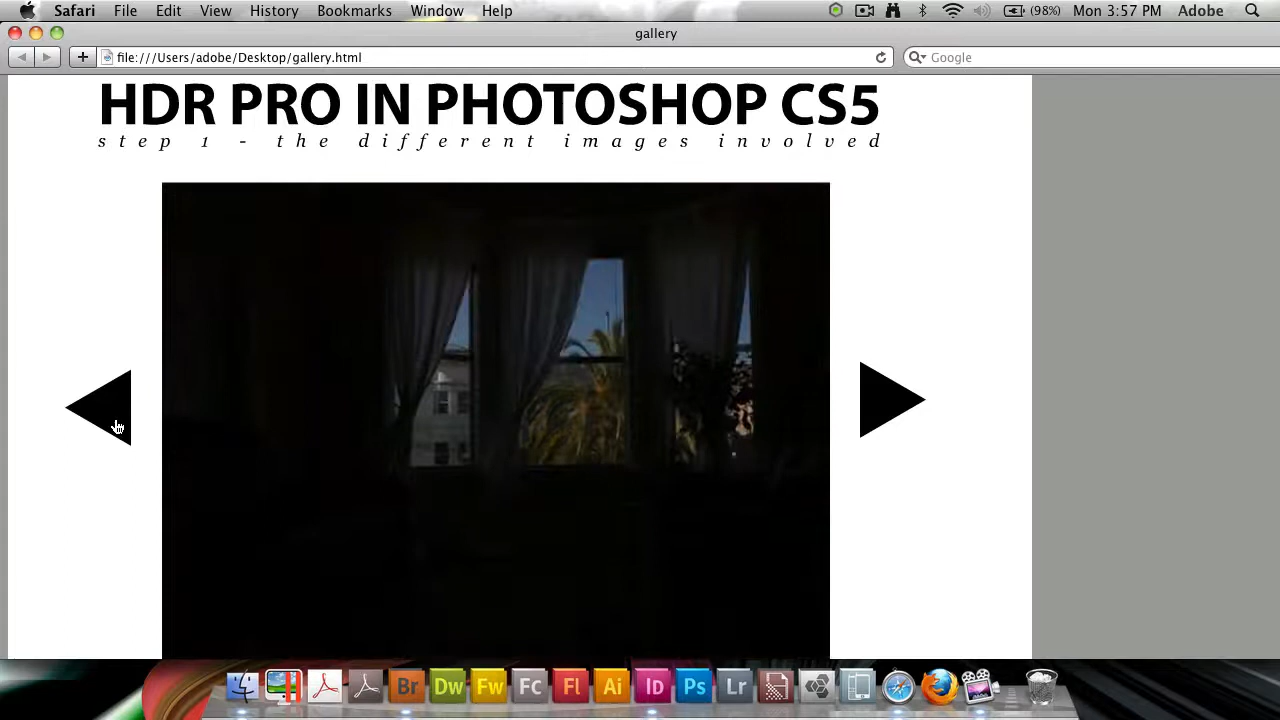 Safari File Edit View History Bookmarks Window Help (98%) Mon 3:57 PM Adobe
gallery
file:///Users/adobe/Desktop/gallery.html Google
HDR PRO IN PHOTOSHOP CS5
step 1 - the different images involved
Br Dw Fw Fc Fl Ai Id Ps Lr